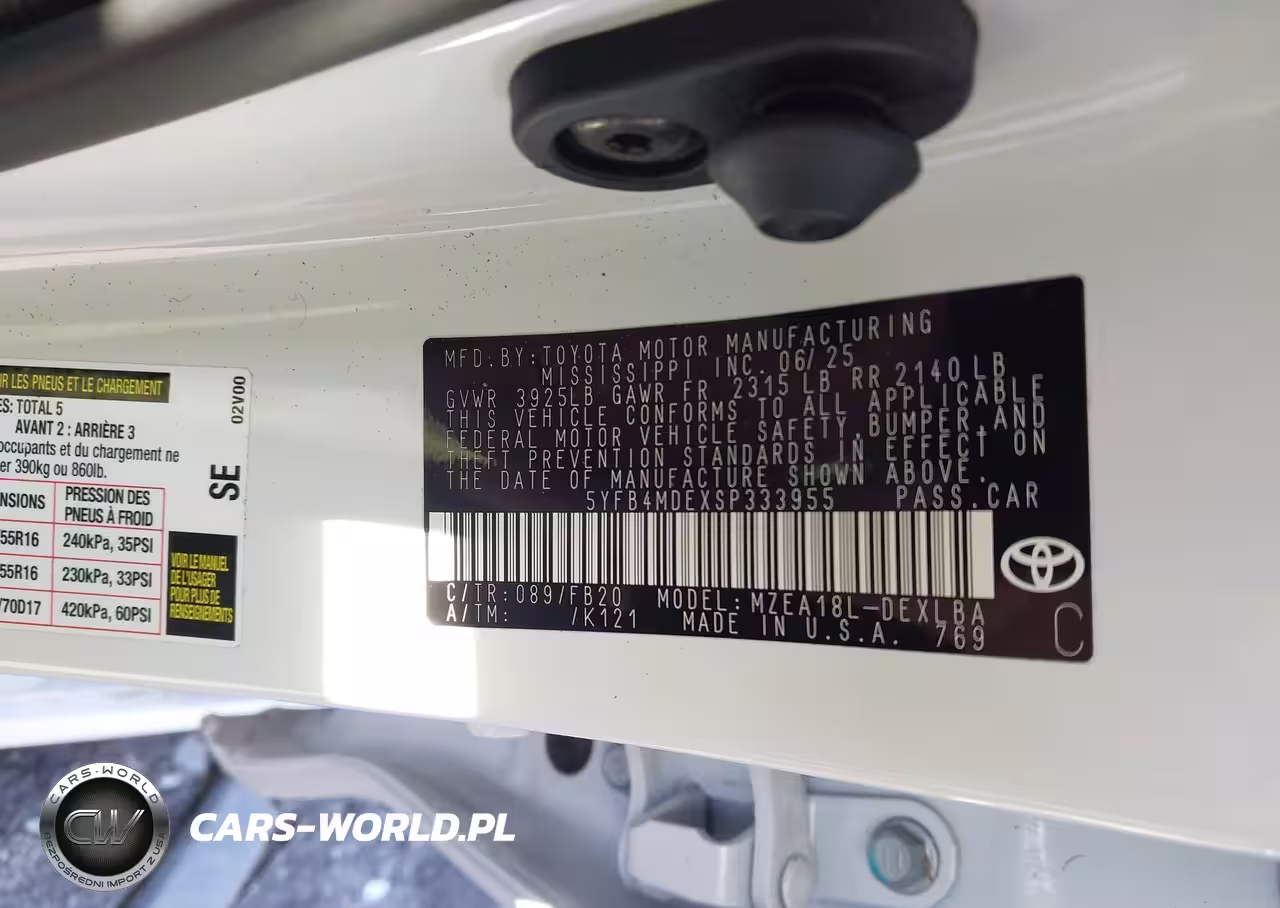 UR LES PNEUS ET LE CHARGEMENT
ES: TOTAL 5
AVANT 2 : ARRIÈRE 3
occupants et du chargement ne
er 390kg ou 860lb.
02V00
SE
NSIONS
PRESSION DES
PNEUS À FROID
55R16
240kPa, 35PSI
55R16
230kPa, 33PSI
/70D17
420kPa, 60PSI
VOIR LE MANUEL
DE L'USAGER
POUR PLUS DE
RENSEIGNEMENTS
MFD.BY:TOYOTA MOTOR MANUFACTURING
MISSISSIPPI INC. 06/25
GVWR 3925LB GAWR FR 2315LB RR 2140LB
THIS VEHICLE CONFORMS TO ALL APPLICABLE
FEDERAL MOTOR VEHICLE SAFETY,BUMPER,AND
THEFT PREVENTION STANDARDS IN EFFECT ON
THE DATE OF MANUFACTURE SHOWN ABOVE.
5YFB4MDEXSP333955 PASS.CAR
C/TR:089/FB20 MODEL:MZEA18L-DEXLBA
A/TM: /K121 MADE IN U.S.A. 769
C
CARS-WORLD
CW
BEZPOŚREDNI IMPORT Z USA
CARS-WORLD.PL